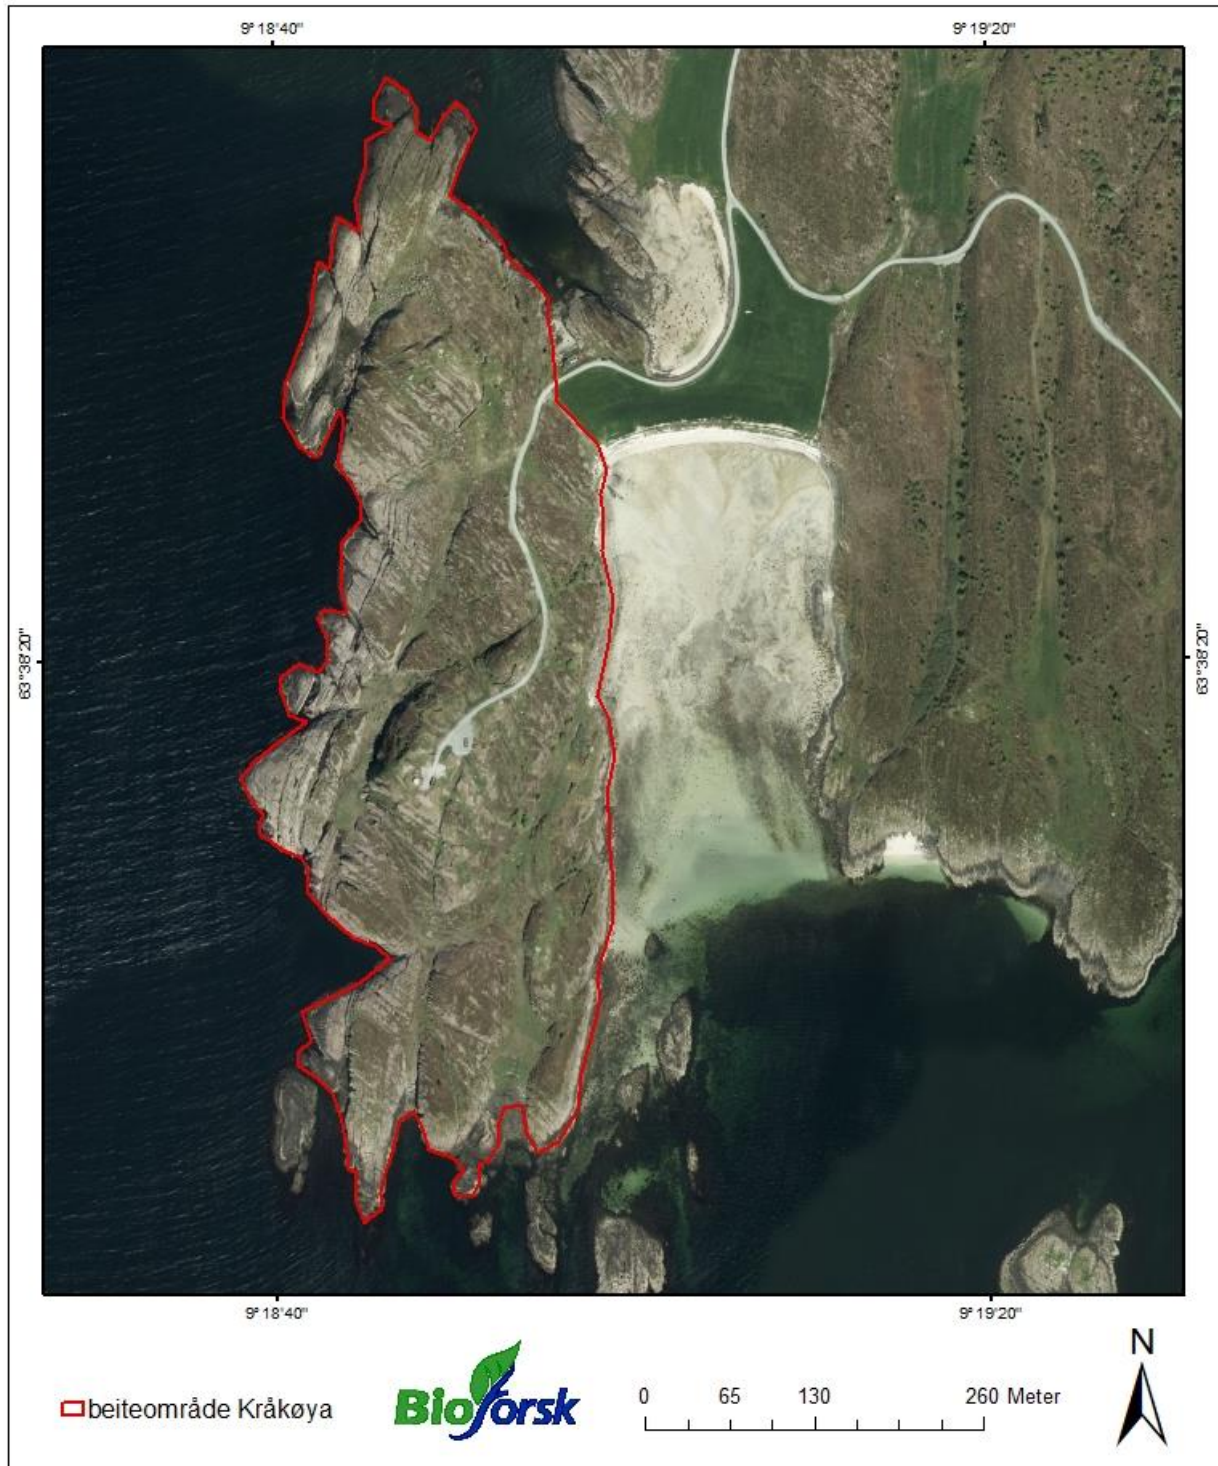 9° 18'40" 9° 19'20"
63°38'20" 63°38'20"
9° 18'40" 9° 19'20"
N
beiteområde Kråkøya
Bioforsk
0 65 130 260 Meter